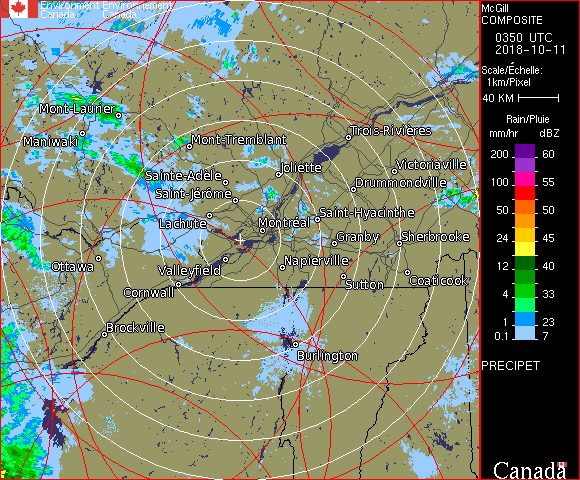 Environment Environnement
Canada Canada
Mont-Laurier
Maniwaki
Mont-Tremblant
Trois-Rivières
Sainte-Adèle
Joliette
Victoriaville
Saint-Jérôme
Drummondville
Lachute
Montréal
Saint-Hyacinthe
Granby
Sherbrooke
Ottawa
Valleyfield
Napierville
Cornwall
Sutton
Coaticook
Brockville
Burlington
McGill
COMPOSITE
0350 UTC
2018-10-11
Scale/Échelle:
1km/Pixel
40 KM
Rain/Pluie
mm/hr dBZ
200 60
100 55
50 50
24 45
12 40
4 33
1 23
0.1 7
PRECIPET
Canada